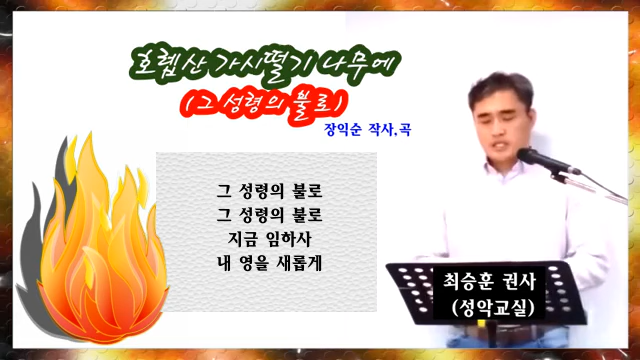 호렙산 가시떨기 나무에
(그 성령의 불로)
장익순 작사,곡
그 성령의 불로
그 성령의 불로
지금 임하사
내 영을 새롭게
최승훈 권사
(성악교실)